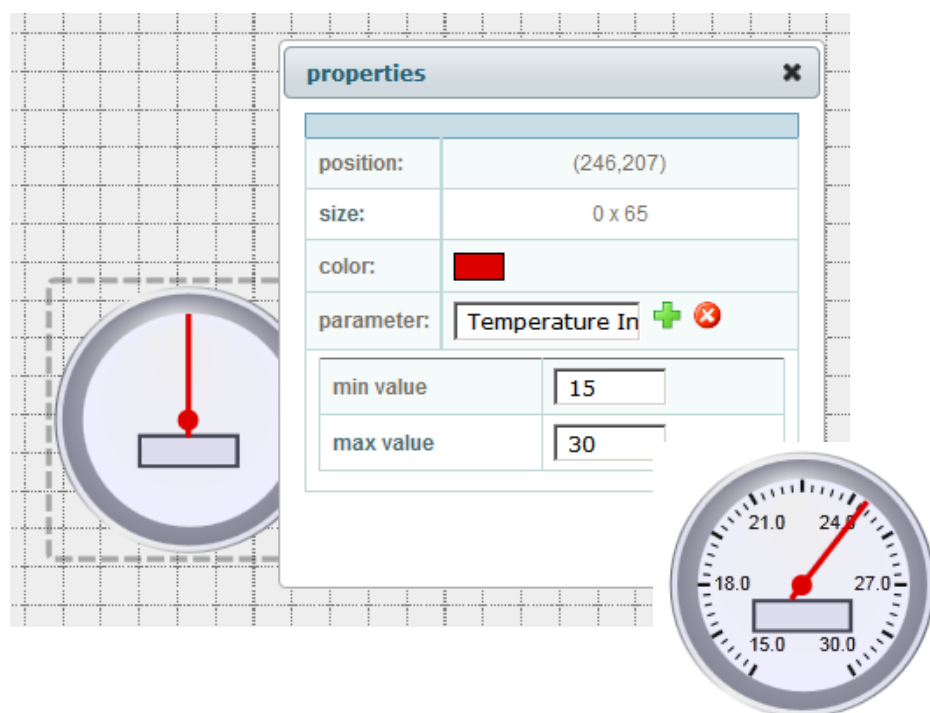 properties
position: (246,207)
size: 0 x 65
color:
parameter: Temperature In
min value 15
max value 30
21.0 24.0
18.0 27.0
15.0 30.0